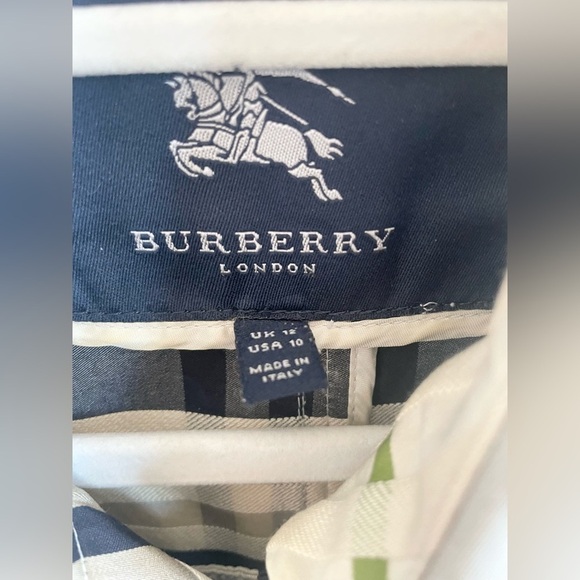 BURBERRY
LONDON
UK 12
USA 10
MADE IN
ITALY